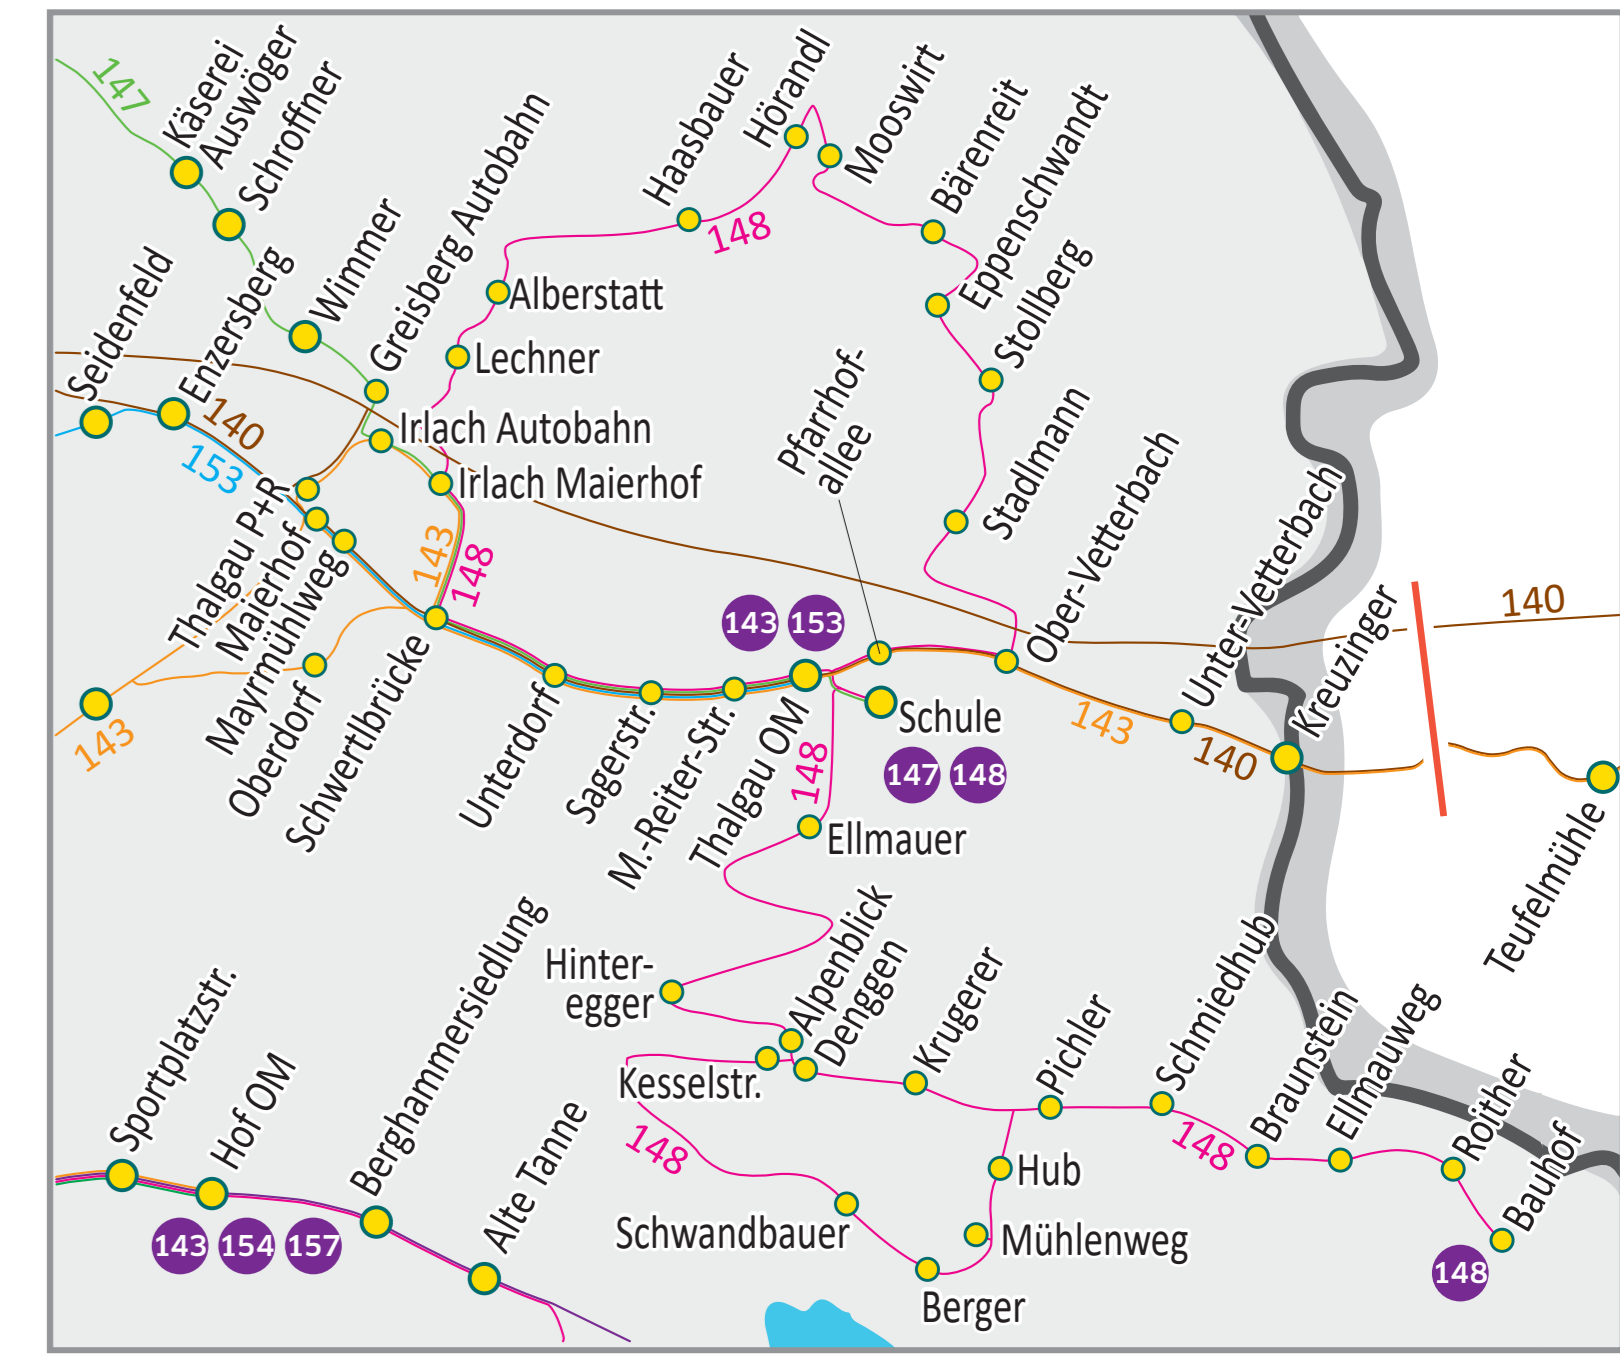 147
Käserei
Auswöger
Schroffner
Wimmer
Greisberg Autobahn
Seidenfeld
Enzersberg
140
153
Haasbauer
Hörandl
Mooswirt
148
Bärenreit
Eppenschwandt
Stollberg
Stadlmann
Alberstatt
Lechner
Irlach Autobahn
Irlach Maierhof
143
148
Pfarrhof-
allee
Ober-Vetterbach
Unter-Vetterbach
Kreuzinger
140
Thalgau P+R
Maierhof
Mayrmühlweg
Oberdorf
Schwertlbrücke
143
Unterdorf
Sagerstr.
M.-Reiter-Str.
Thalgau OM
143 153
Schule
147 148
148
143
140
Teufelmühle
Ellmauer
Hinter-
egger
Alpenblick
Denggen
Kesselstr.
Krugerer
Pichler
Schmiedhub
Braunstein
Ellmauweg
Roither
Bauhof
148
148
148
Hub
Mühlenweg
Schwandbauer
Berger
Sportplatzstr.
Hof OM
Berghammersiedlung
Alte Tanne
143 154 157